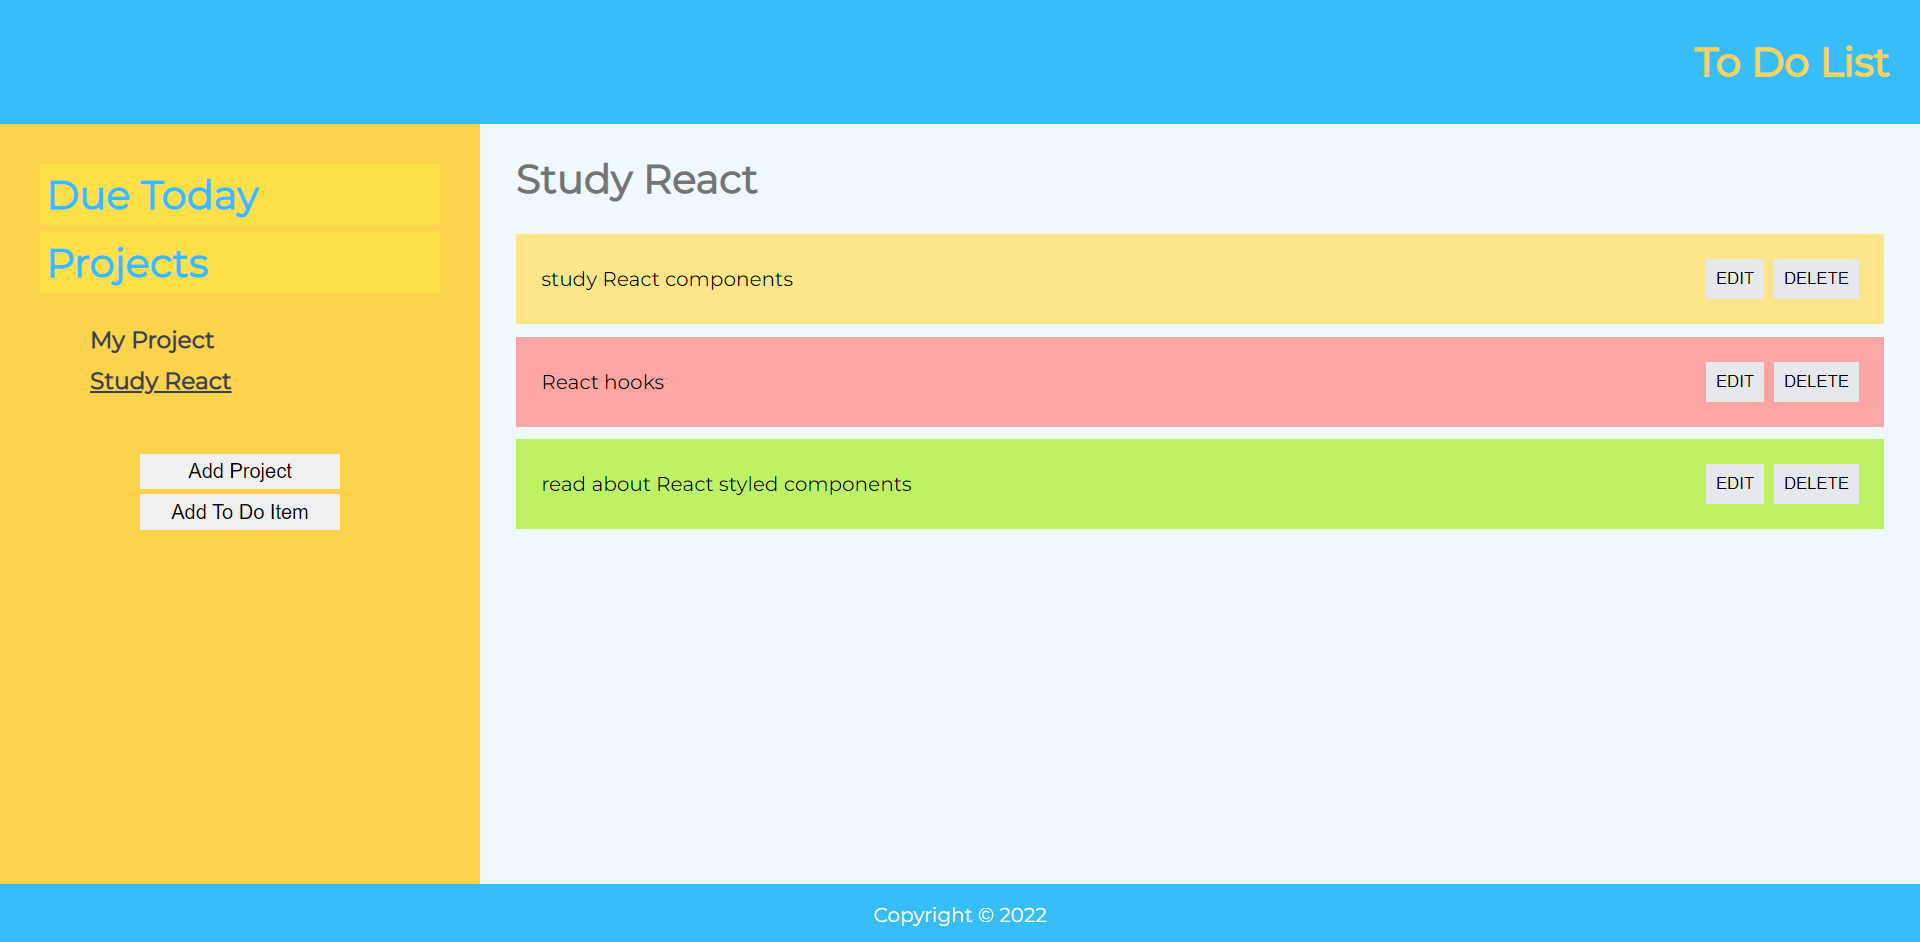 To Do List
Due Today
Projects
My Project
Study React
Add Project
Add To Do Item
Study React
study React components
EDIT DELETE
React hooks
EDIT DELETE
read about React styled components
EDIT DELETE
Copyright © 2022